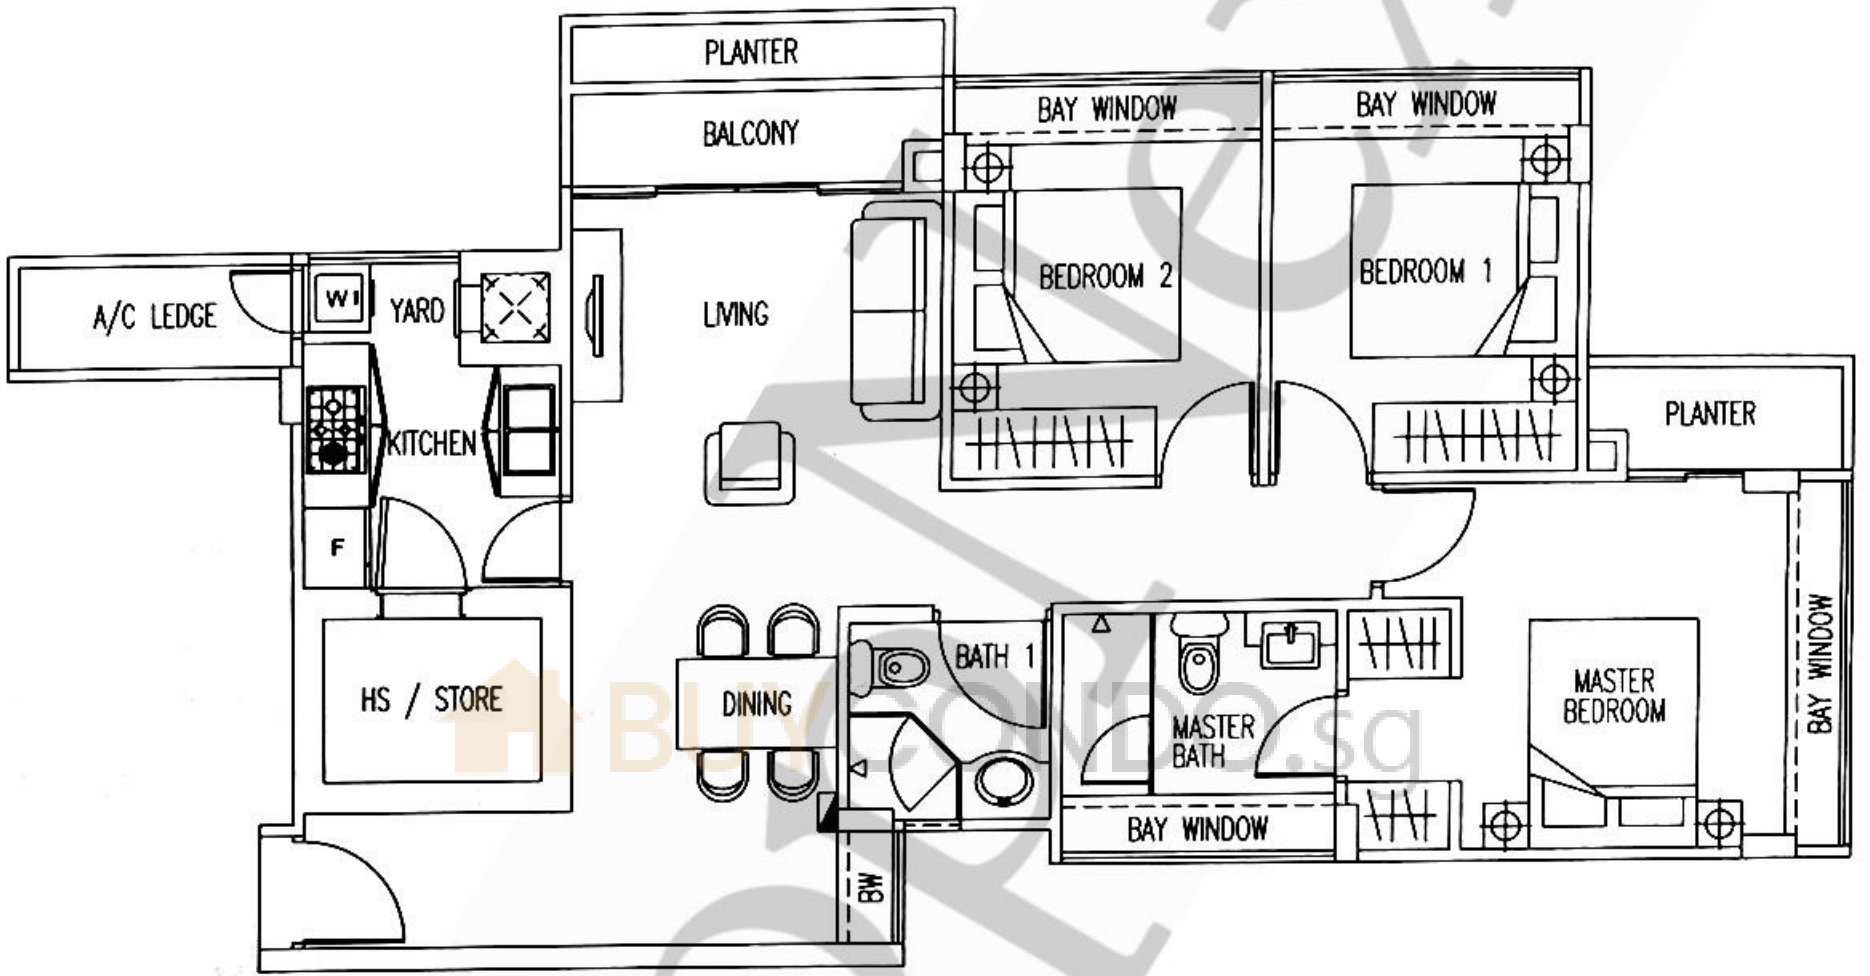 PLANTER
BALCONY
BAY WINDOW
BAY WINDOW
A/C LEDGE
W
YARD
LIVING
BEDROOM 2
BEDROOM 1
PLANTER
KITCHEN
F
HS / STORE
DINING
BATH 1
MASTER
BATH
MASTER
BEDROOM
BAY WINDOW
BAY WINDOW
BW
BUYCONDO.sg